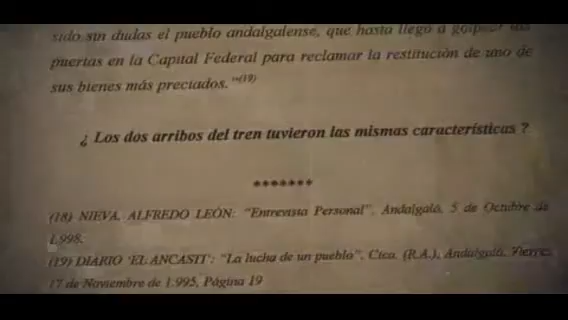 sido sin dudas el pueblo andalgalense, que hasta llegó a golpear las
puertas en la Capital Federal para reclamar la restitución de uno de
sus bienes más preciados."(19)
¿ Los dos arribos del tren tuvieron las mismas características ?
*******
(18) NIEVA, ALFREDO LEÓN: "Entrevista Personal". Andalgalá, 5 de Octubre de
1.998.
(19) DIARIO 'EL ANCASTI': "La lucha de un pueblo". Ctca. (R.A.), Andalgalá, Viernes
17 de Noviembre de 1.995, Página 19